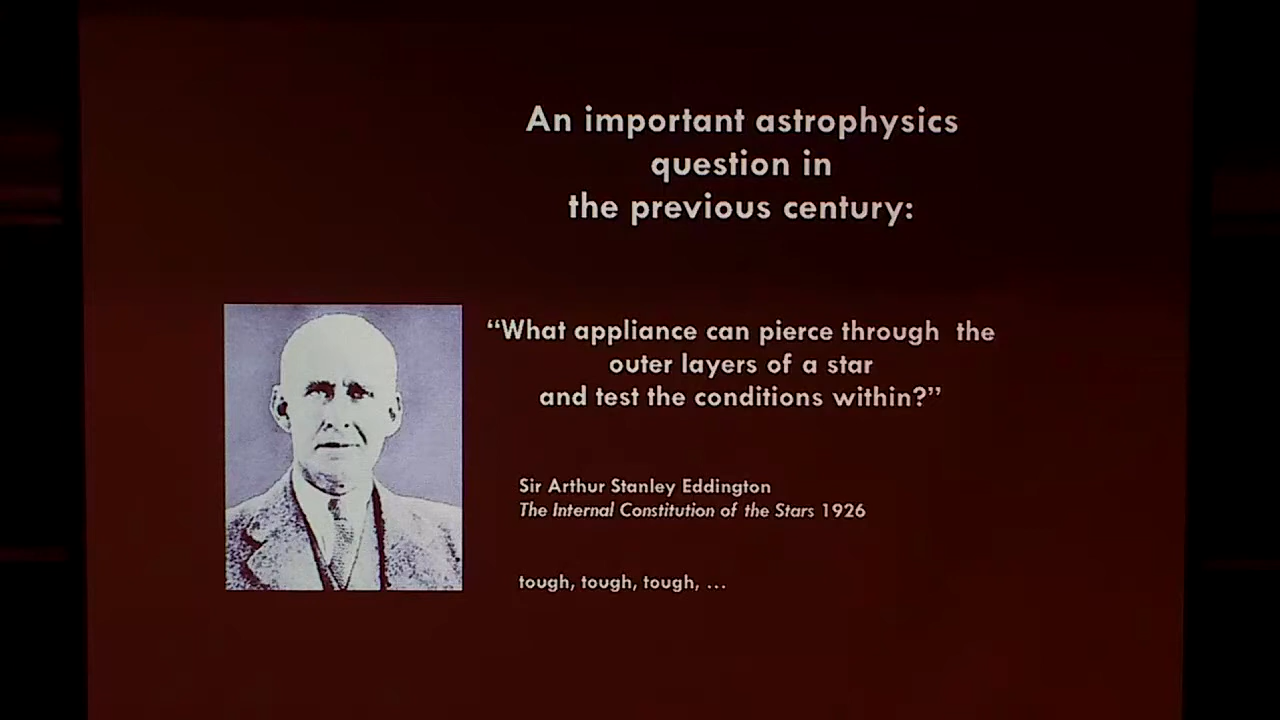 An important astrophysics
question in
the previous century:
“What appliance can pierce through the
outer layers of a star
and test the conditions within?”
Sir Arthur Stanley Eddington
The Internal Constitution of the Stars 1926
tough, tough, tough, …